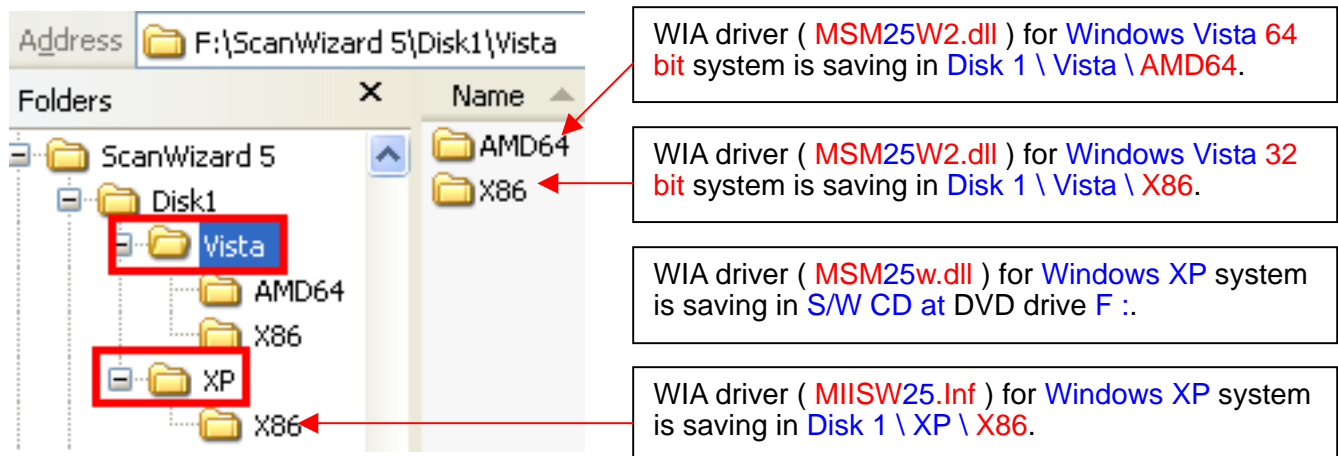 Address F:\ScanWizard 5\Disk1\Vista
Folders
ScanWizard 5
Disk1
Vista
AMD64
X86
XP
X86
Name
AMD64
X86
WIA driver ( MSM25W2.dll ) for Windows Vista 64
bit system is saving in Disk 1 \ Vista \ AMD64.
WIA driver ( MSM25W2.dll ) for Windows Vista 32
bit system is saving in Disk 1 \ Vista \ X86.
WIA driver ( MSM25w.dll ) for Windows XP system
is saving in S/W CD at DVD drive F :.
WIA driver ( MIISW25.Inf ) for Windows XP system
is saving in Disk 1 \ XP \ X86.